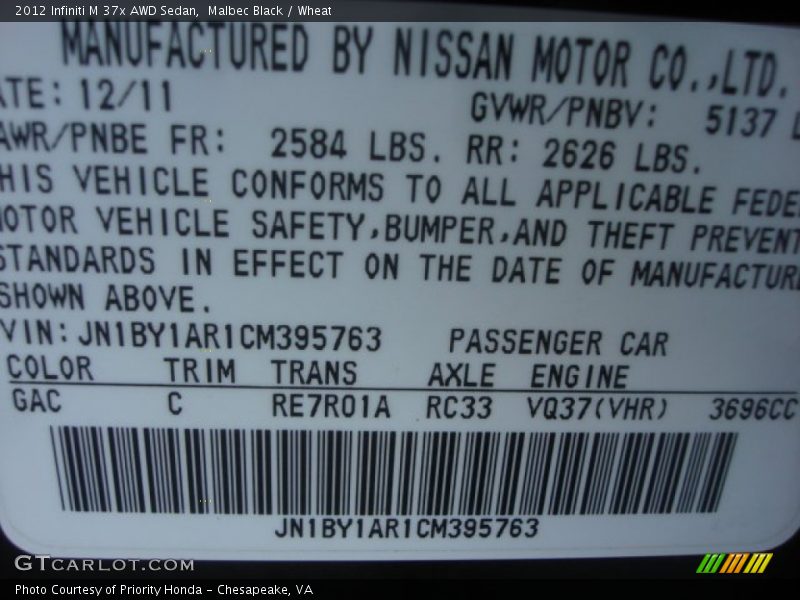 2012 Infiniti M 37x AWD Sedan,  Malbec Black / Wheat
MANUFACTURED BY NISSAN MOTOR CO.,LTD.
ATE: 12/11 GVWR/PNBV: 5137 L
AWR/PNBE FR: 2584 LBS. RR: 2626 LBS.
HIS VEHICLE CONFORMS TO ALL APPLICABLE FEDE
MOTOR VEHICLE SAFETY,BUMPER,AND THEFT PREVENT
STANDARDS IN EFFECT ON THE DATE OF MANUFACTURE
SHOWN ABOVE.
VIN: JN1BY1AR1CM395763 PASSENGER CAR
COLOR TRIM TRANS AXLE ENGINE
GAC C RE7R01A RC33 VQ37(VHR) 3696CC
JN1BY1AR1CM395763
GTCARLOT.COM
Photo Courtesy of Priority Honda - Chesapeake, VA